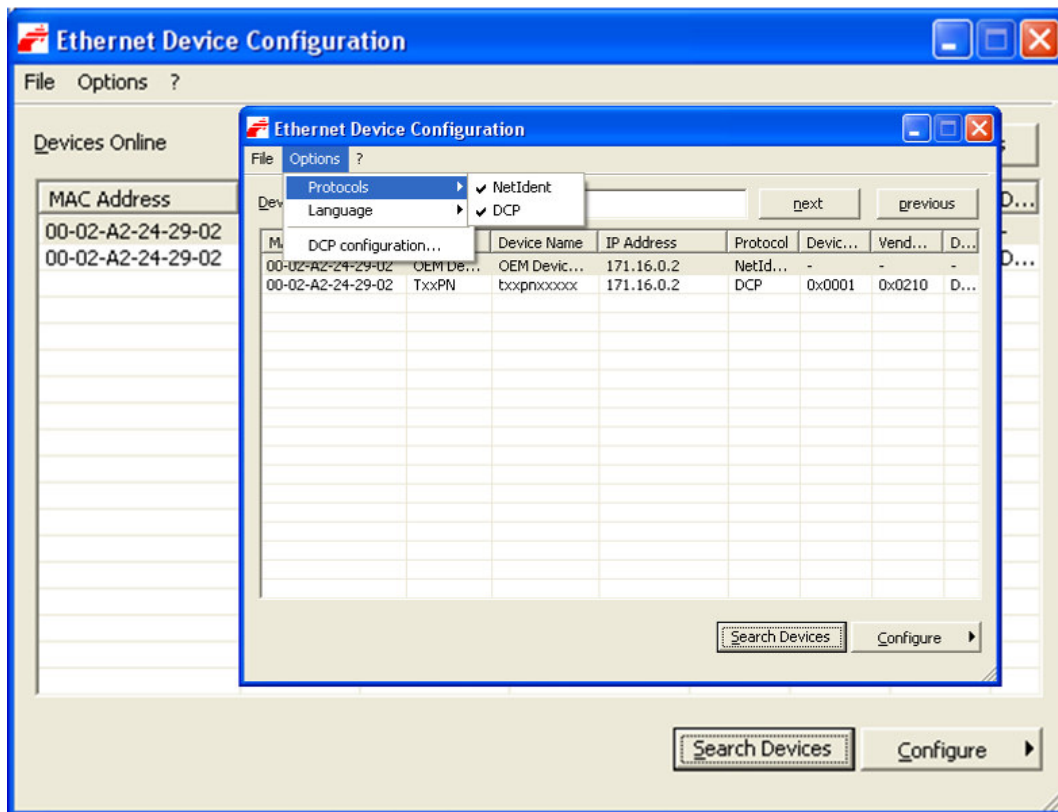 Ethernet Device Configuration
File Options ?
Devices Online
MAC Address
00-02-A2-24-29-02
00-02-A2-24-29-02
D...
D...
Ethernet Device Configuration
File Options ?
Protocols
Language
DCP configuration...
NetIdent
DCP
next previous
Device Name IP Address Protocol Devic... Vend... D...
00-02-A2-24-29-02 OEM De... OEM Devic... 171.16.0.2 NetId... - - -
00-02-A2-24-29-02 TxxPN txxpnxxxxx 171.16.0.2 DCP 0x0001 0x0210 D...
Search Devices Configure
Search Devices Configure